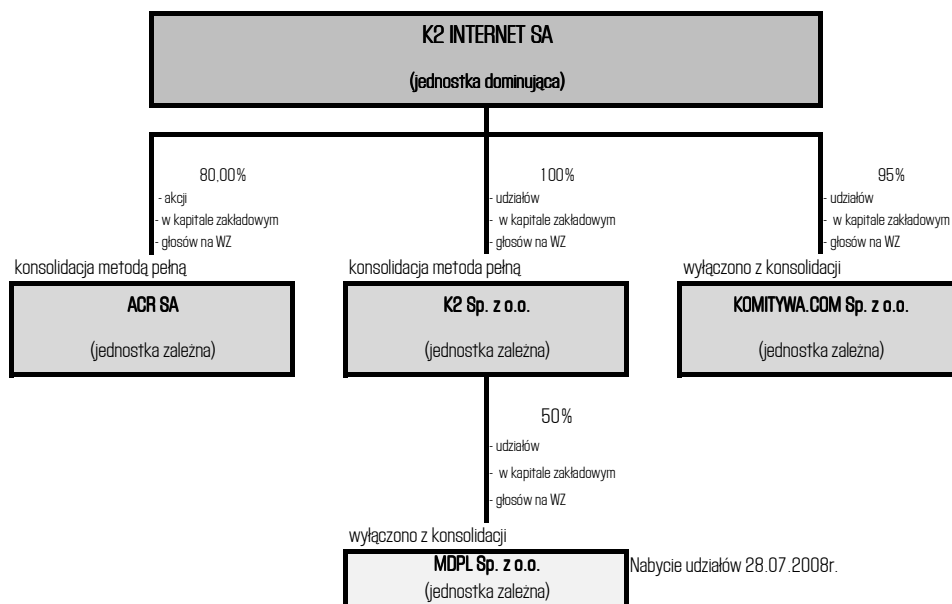 K2 INTERNET SA
(jednostka dominująca)
80,00%
- akcji
- w kapitale zakładowym
- głosów na WZ
konsolidacja metodą pełną
ACR SA
(jednostka zależna)
100%
- udziałów
- w kapitale zakładowym
- głosów na WZ
konsolidacja metoda pełną
K2 Sp. z o.o.
(jednostka zależna)
95%
- udziałów
- w kapitale zakładowym
- głosów na WZ
wyłączono z konsolidacji
KOMITYWA.COM Sp. z o.o.
(jednostka zależna)
50%
- udziałów
- w kapitale zakładowym
- głosów na WZ
wyłączono z konsolidacji
MDPL Sp. z o.o.
(jednostka zależna)
Nabycie udziałów 28.07.2008r.